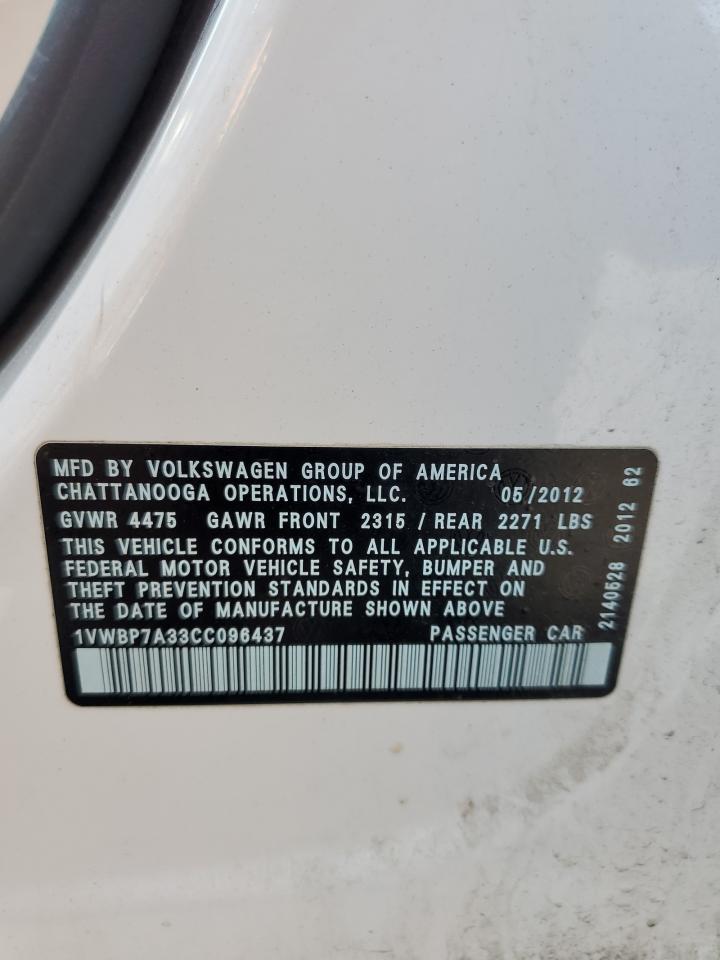 MFD BY VOLKSWAGEN GROUP OF AMERICA
CHATTANOOGA OPERATIONS, LLC. 05/2012
GVWR 4475 GAWR FRONT 2315 / REAR 2271 LBS
THIS VEHICLE CONFORMS TO ALL APPLICABLE U.S.
FEDERAL MOTOR VEHICLE SAFETY, BUMPER AND
THEFT PREVENTION STANDARDS IN EFFECT ON
THE DATE OF MANUFACTURE SHOWN ABOVE
1VWBP7A33CC096437 PASSENGER CAR
2140528 2012 62